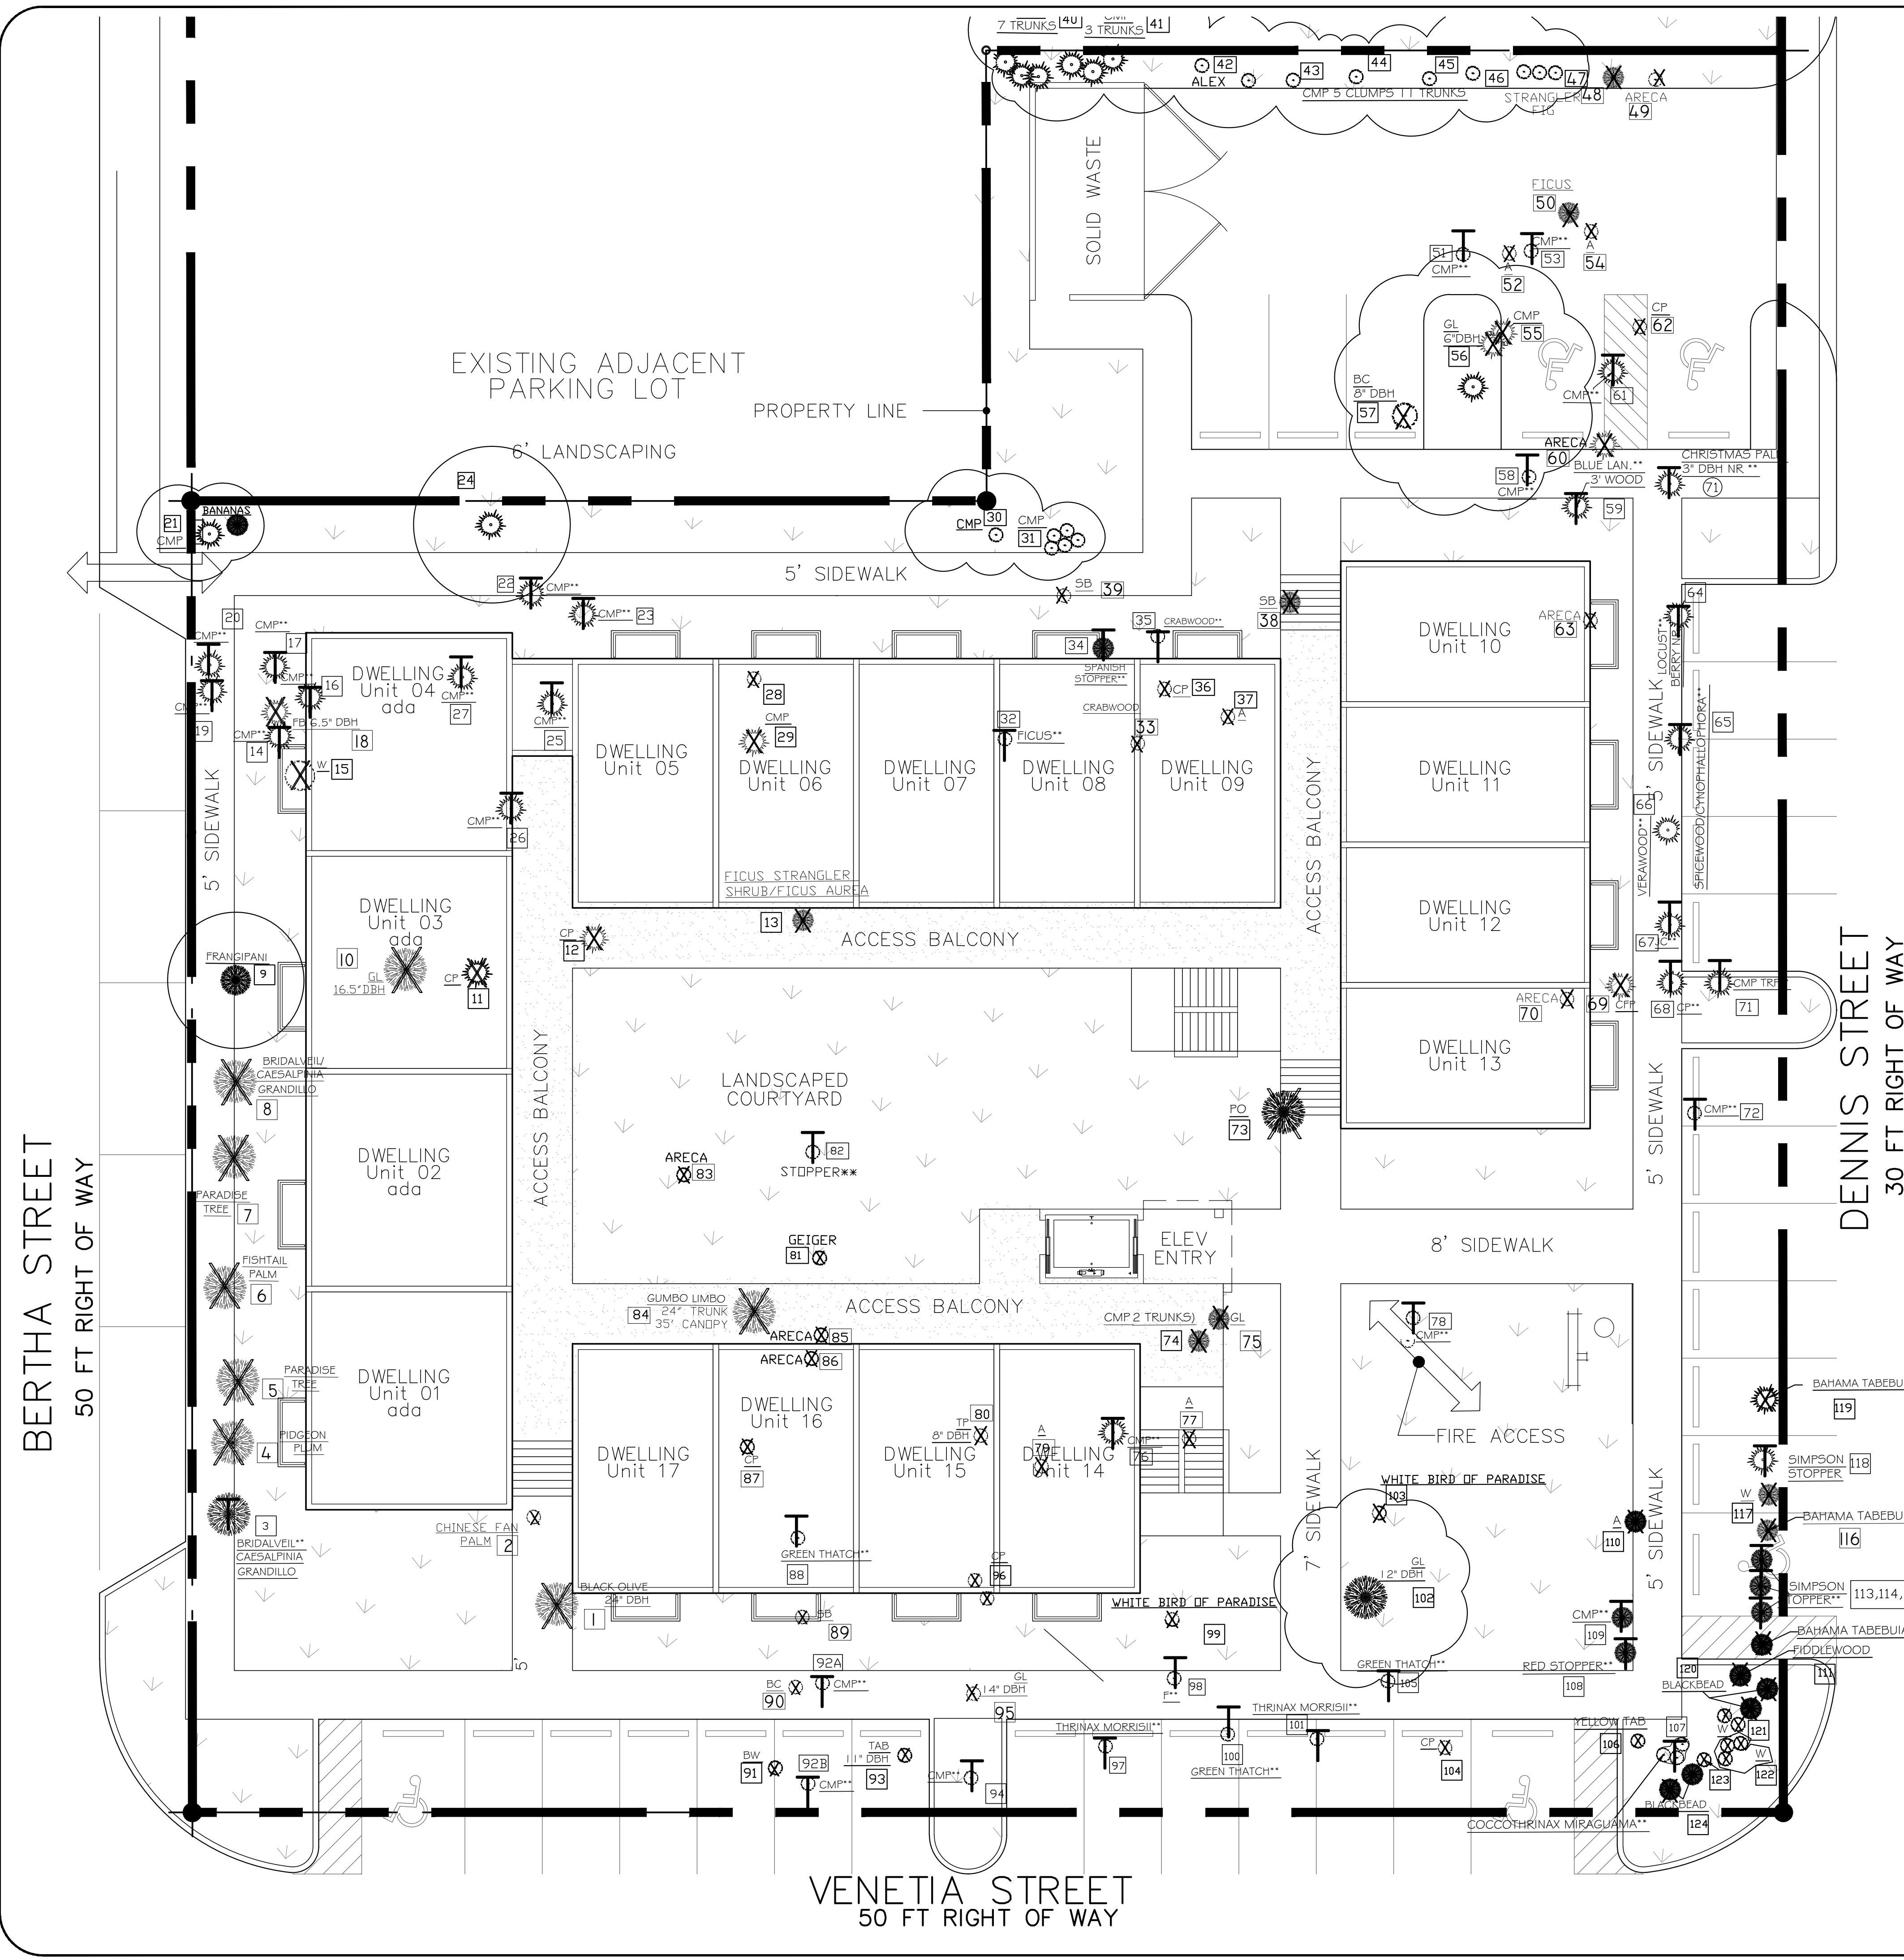 7 TRUNKS
40
CMP
3 TRUNKS
41
42
ALEX
43
44
45
46
47
CMP 5 CLUMPS 11 TRUNKS
STRANGLER
FIG
48
ARECA
49
SOLID WASTE
FICUS
50
51
CMP**
A
52
CMP**
53
A
54
CMP
55
GL
6"DBH
56
BC
8" DBH
57
CP
62
CMP**
61
ARECA
60
58
CMP**
BLUE LAN.**
3' WOOD
59
CHRISTMAS PAL
3" DBH NR **
71
EXISTING ADJACENT
PARKING LOT
PROPERTY LINE
6' LANDSCAPING
24
21
BANANAS
CMP
CMP
30
CMP
31
5' SIDEWALK
22
CMP**
CMP**
23
SB
39
SB
38
20
CMP**
CMP**
17
CMP**
16
CMP**
19
CMP**
14
FB 6.5" DBH
18
W
15
DWELLING
Unit 04
ada
CMP**
27
CMP**
25
CMP**
26
5' SIDEWALK
DWELLING
Unit 05
28
CMP
29
DWELLING
Unit 06
DWELLING
Unit 07
32
FICUS**
DWELLING
Unit 08
34
SPANISH
STOPPER**
35
CRABWOOD**
CP
36
37
A
CRABWOOD
33
DWELLING
Unit 09
FICUS STRANGLER
SHRUB/FICUS AUREA
13
ACCESS BALCONY
ACCESS BALCONY
DWELLING
Unit 10
ARECA
63
64
LOCUST**
BERRY NR
5' SIDEWALK
65
SPICEWOOD/CYNOPHALLOPHORA**
DWELLING
Unit 11
66
VERAWOOD**
DWELLING
Unit 12
67
C**
DWELLING
Unit 13
ARECA
70
69
CFP
68
CP**
CMP TRP**
71
DENNIS STREET
30 FT RIGHT OF WAY
DWELLING
Unit 03
ada
10
GL
16.5"DBH
CP
11
CP
12
FRANGIPANI
9
BRIDALVEIL/
CAESALPINIA
GRANDILLO
8
PARADISE
TREE
7
DWELLING
Unit 02
ada
ACCESS BALCONY
LANDSCAPED
COURTYARD
PO
73
82
STOPPER**
ARECA
83
GEIGER
81
ELEV
ENTRY
5' SIDEWALK
CMP**
72
8' SIDEWALK
BERTHA STREET
50 FT RIGHT OF WAY
FISHTAIL
PALM
6
PARADISE
TREE
5
PIDGEON
PLUM
4
3
BRIDALVEIL**
CAESALPINIA
GRANDILLO
DWELLING
Unit 01
ada
GUMBO LIMBO
84
24" TRUNK
35' CANOPY
ACCESS BALCONY
ARECA
85
ARECA
86
CMP 2 TRUNKS)
74
GL
75
78
CMP**
FIRE ACCESS
DWELLING
Unit 17
DWELLING
Unit 16
CP
87
TP
8" DBH
80
DWELLING
Unit 15
A
79
DWELLING
Unit 14
CMP**
76
A
77
CHINESE FAN
PALM
2
GREEN THATCH**
88
CP
96
BLACK OLIVE
24" DBH
1
SB
89
WHITE BIRD OF PARADISE
99
7' SIDEWALK
WHITE BIRD OF PARADISE
103
GL
12" DBH
102
A
110
5' SIDEWALK
BAHAMA TABEBU
119
SIMPSON
STOPPER
118
W
117
BAHAMA TABEBU
116
SIMPSON
TOPPER**
113,114,
BAHAMA TABEBUIA
FIDDLEWOOD
111
CMP**
109
RED STOPPER**
108
5'
BC
90
92A
CMP**
GL
14" DBH
95
F**
98
GREEN THATCH**
105
120
BLACKBEAD
BW
91
92B
CMP**
TAB
11" DBH
93
CMP**
94
THRINAX MORRISII**
97
100
GREEN THATCH**
THRINAX MORRISII**
101
CP
104
YELLOW TAB
106
107
W
121
W
122
123
BLACKBEAD
124
COCCOTHRINAX MIRAGUAMA**
VENETIA STREET
50 FT RIGHT OF WAY